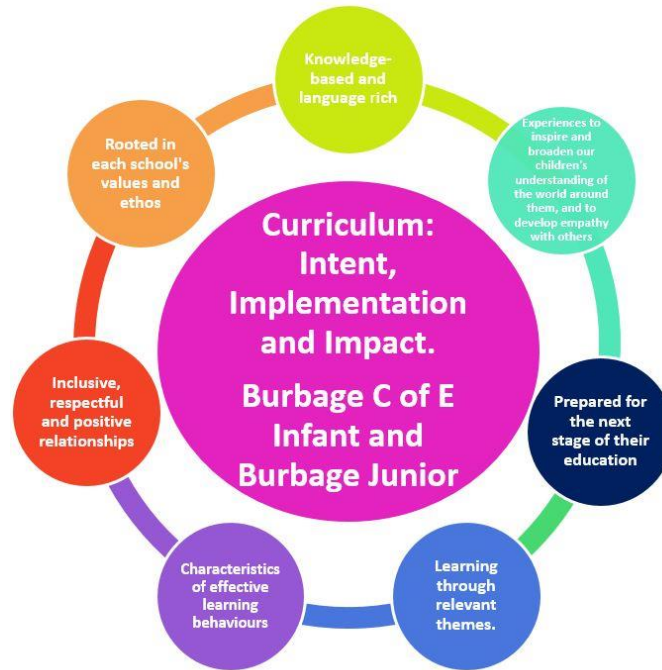 Knowledge-
based and
language rich
Experiences to
inspire and
broaden our
children's
understanding of
the world around
them, and to
develop empathy
with others
Prepared for
the next
stage of their
education
Learning
through
relevant
themes.
Characteristics
of effective
learning
behaviours
Inclusive,
respectful
and positive
relationships
Rooted in
each school's
values and
ethos
Curriculum:
Intent,
Implementation
and Impact.
Burbage C of E
Infant and
Burbage Junior